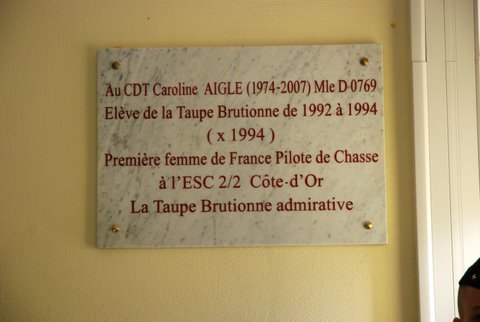 Au CDT Caroline AIGLE (1974-2007) Mle D 0769
Elève de la Taupe Brutionne de 1992 à 1994
( x 1994 )
Première femme de France Pilote de Chasse
à l'ESC 2/2 Côte-d'Or
La Taupe Brutionne admirative